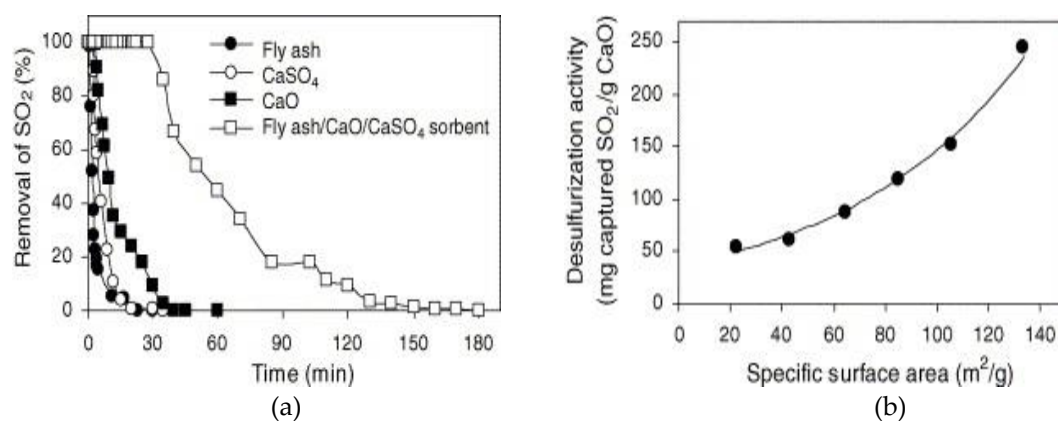 Removal of SO₂ (%)
100
80
60
40
20
0
Fly ash
CaSO₄
CaO
Fly ash/CaO/CaSO₄ sorbent
0 30 60 90 120 150 180
Time (min)
(a)
Desulfurization activity
(mg captured SO₂/g CaO)
250
200
150
100
50
0
0 20 40 60 80 100 120 140
Specific surface area (m²/g)
(b)